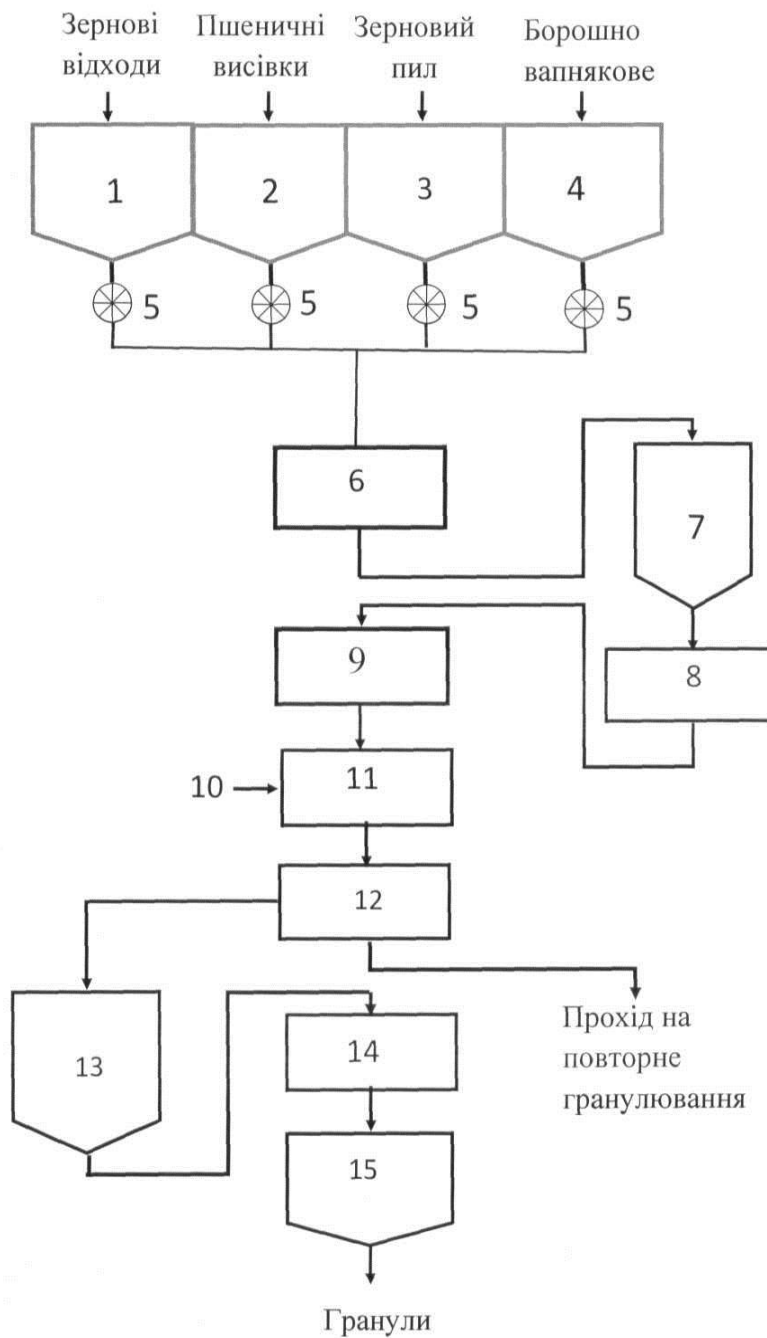 Зернові
відходи
Пшеничні
висівки
Зерновий
пил
Борошно
вапнякове
1
2
3
4
5
5
5
5
6
7
8
9
10
11
12
13
14
15
Прохід на
повторне
гранулювання
Гранули